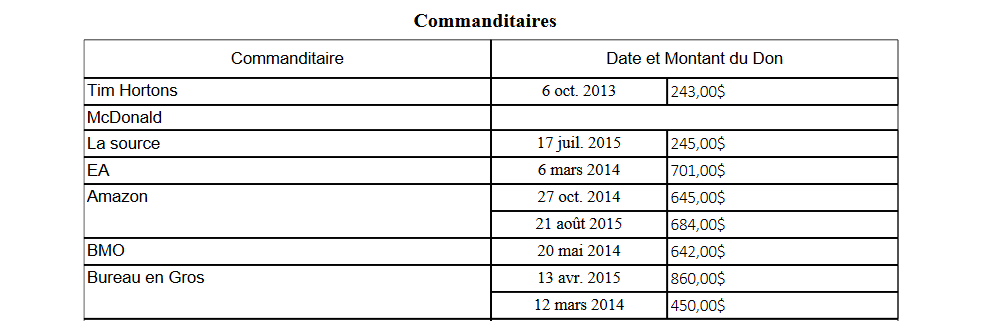 Commanditaires
Commanditaire Date et Montant du Don
Tim Hortons 6 oct. 2013 243,00$
McDonald
La source 17 juil. 2015 245,00$
EA 6 mars 2014 701,00$
Amazon 27 oct. 2014 645,00$
21 août 2015 684,00$
BMO 20 mai 2014 642,00$
Bureau en Gros 13 avr. 2015 860,00$
12 mars 2014 450,00$